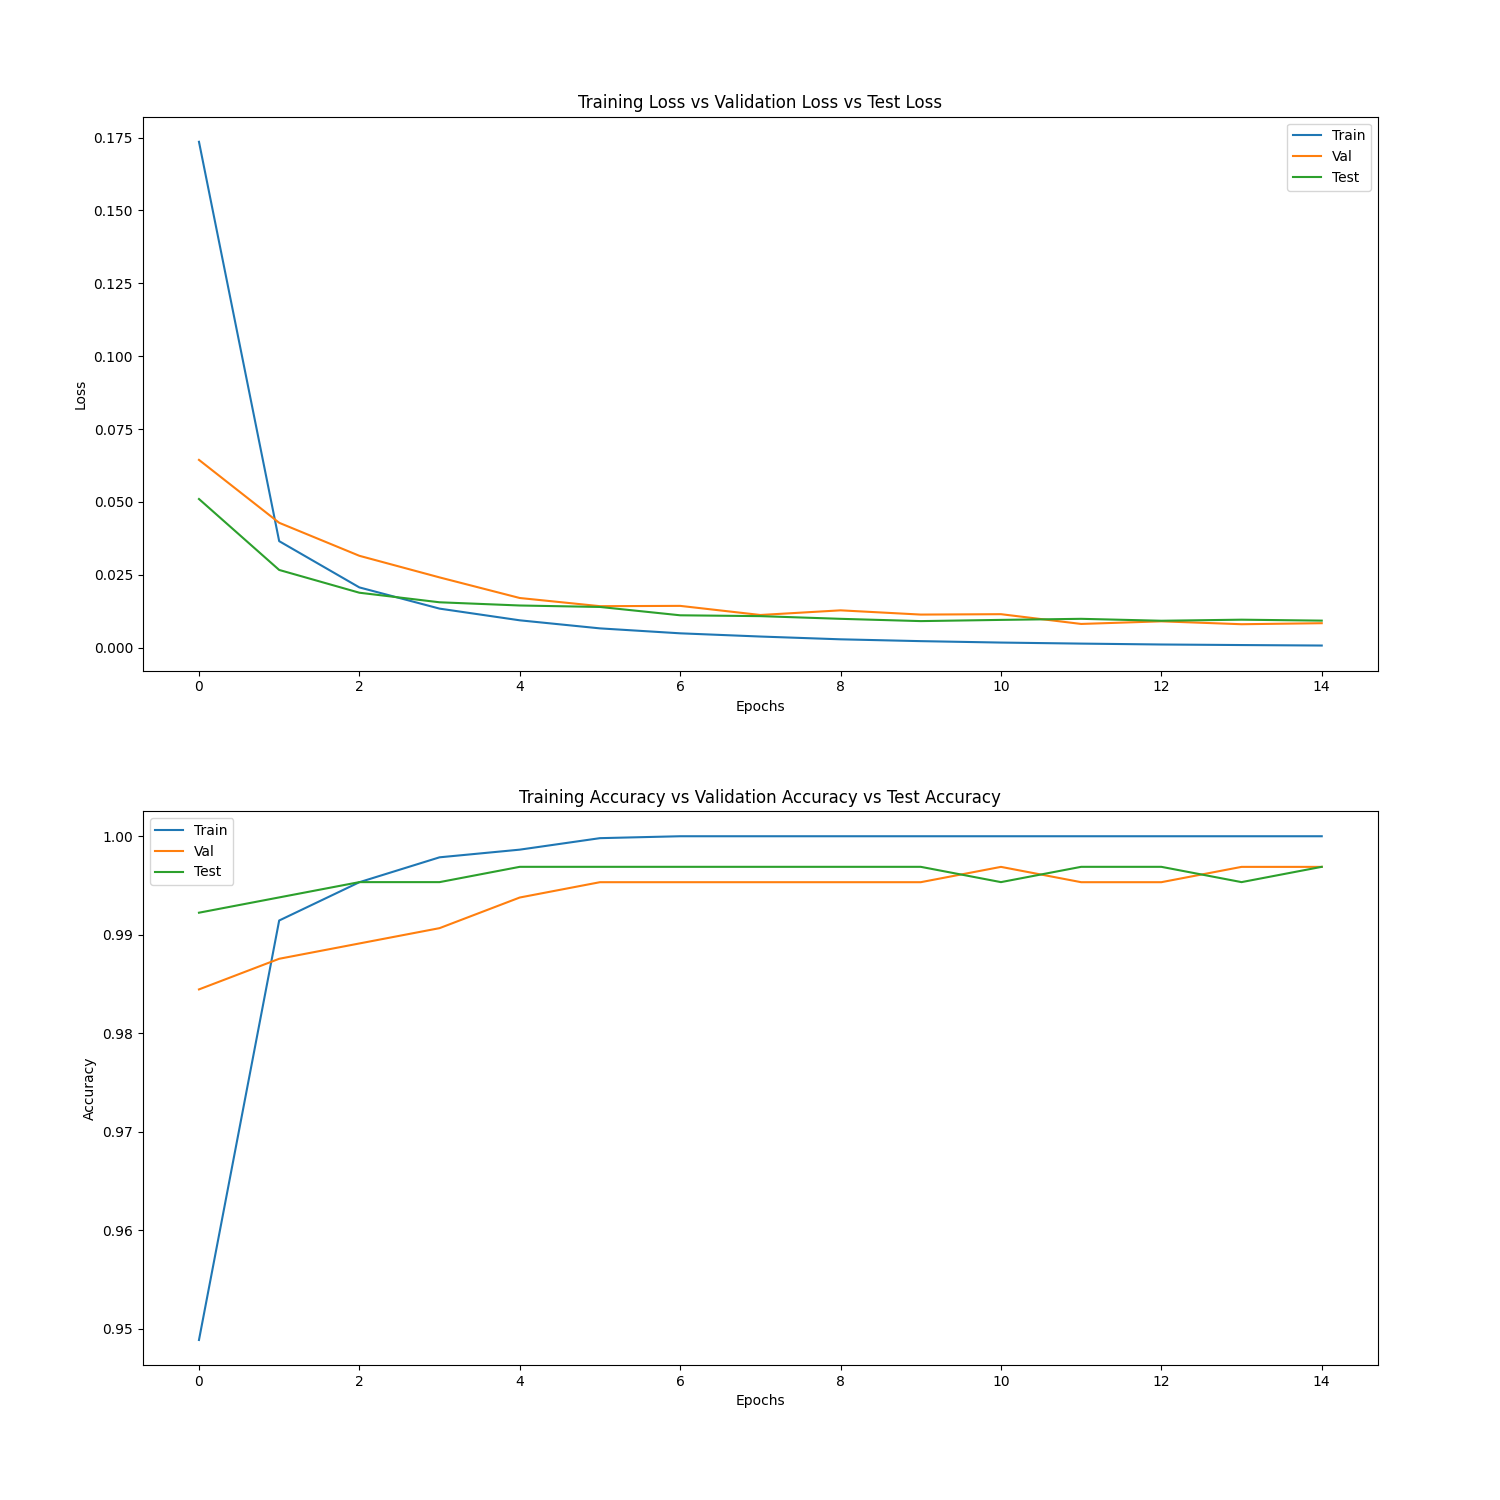 Training Loss vs Validation Loss vs Test Loss
0.175
0.150
0.125
0.100
0.075
0.050
0.025
0.000
Loss
Train
Val
Test
0 2 4 6 8 10 12 14
Epochs
Training Accuracy vs Validation Accuracy vs Test Accuracy
Train
Val
Test
1.00
0.99
0.98
0.97
0.96
0.95
Accuracy
0 2 4 6 8 10 12 14
Epochs